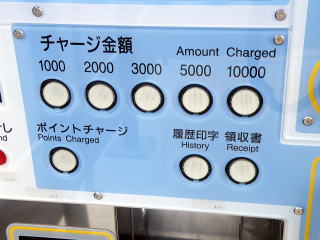 チャージ金額 Amount Charged
1000 2000 3000 5000 10000
ポイントチャージ 履歴印字 領収書
Points Charged History Receipt